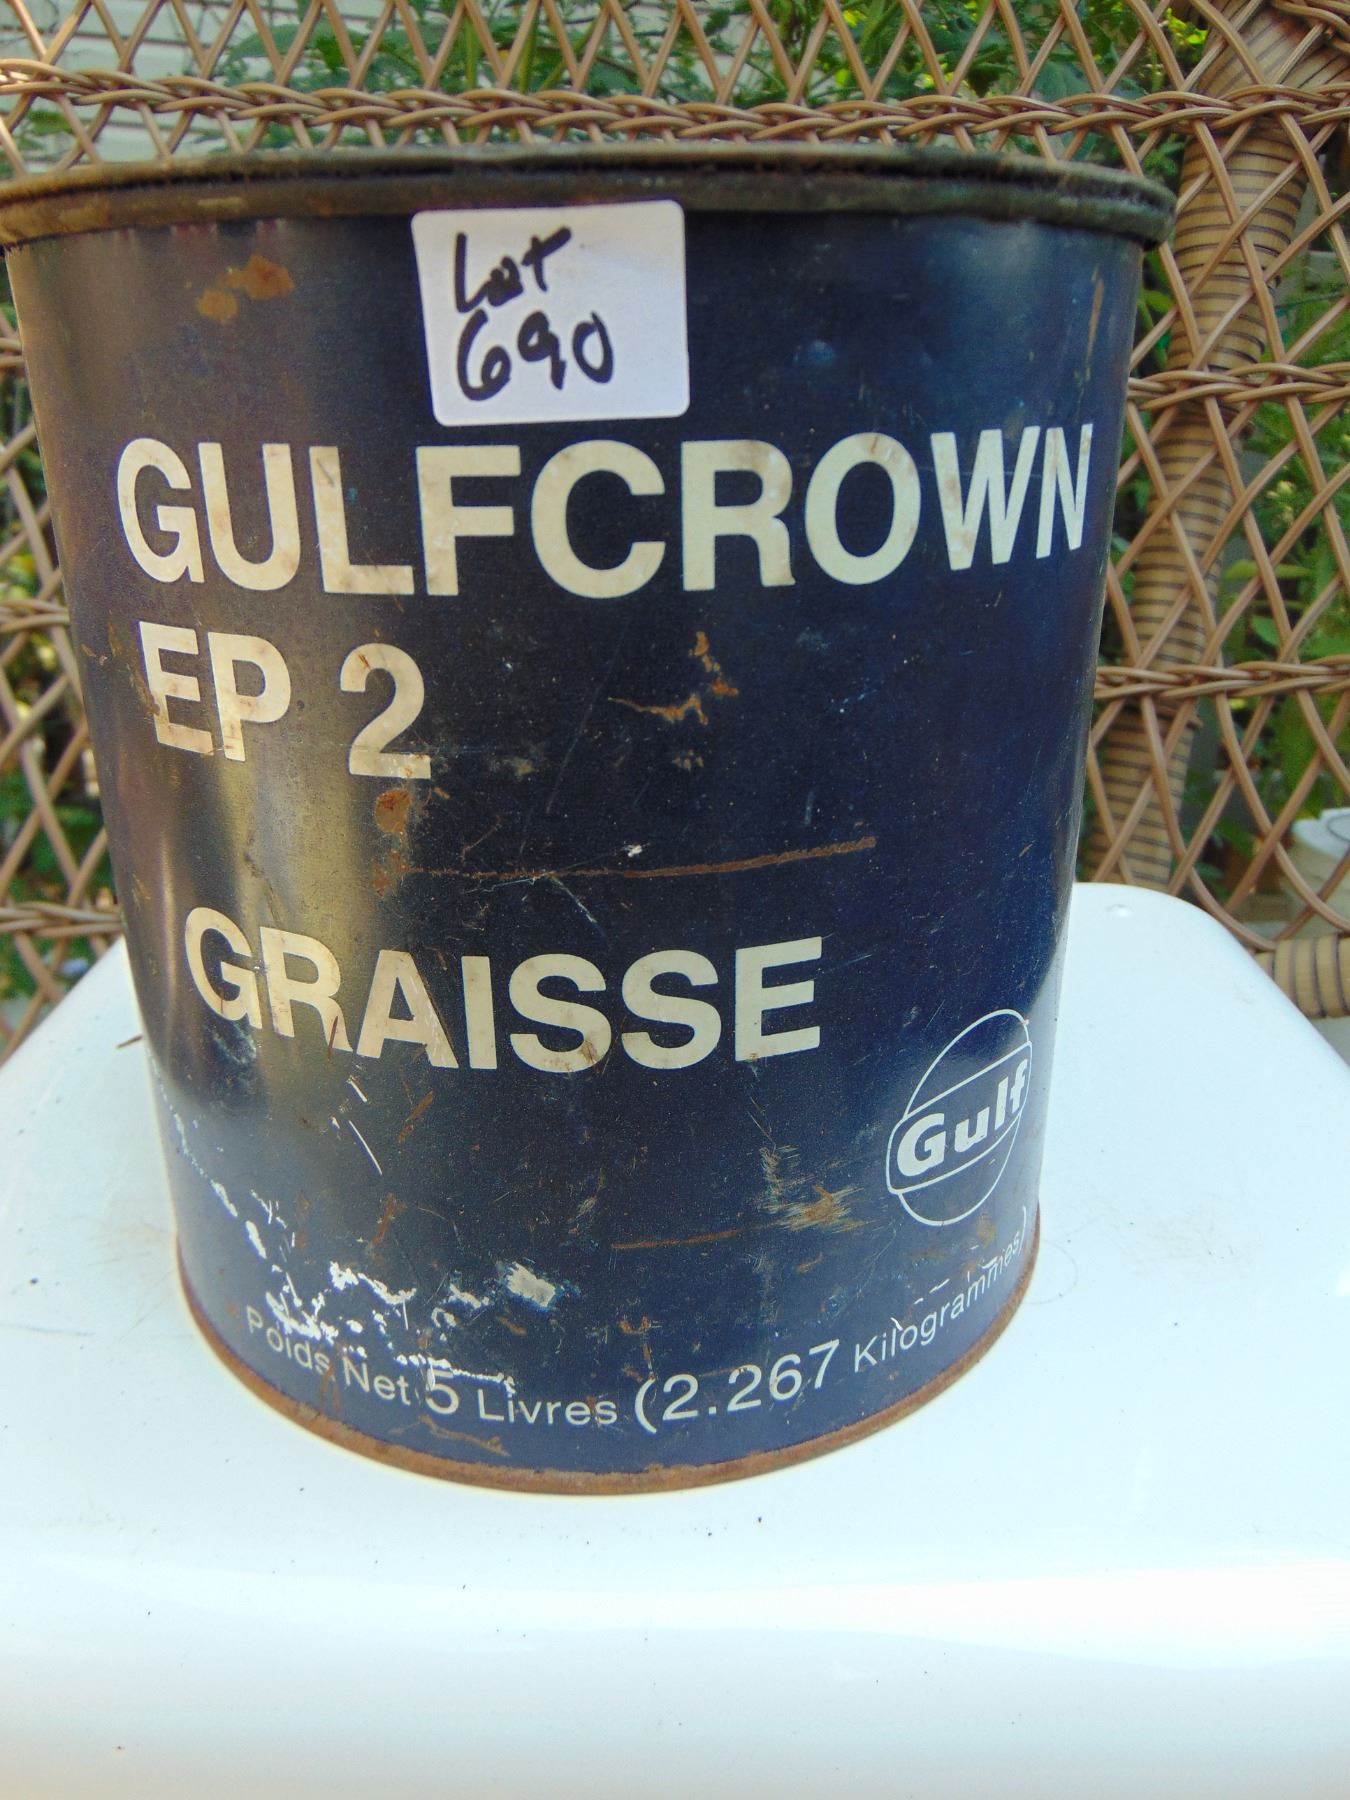 Lot
690
GULFCROWN
EP 2
GRAISSE
Gulf
Poids Net 5 Livres (2.267 Kilogrammes)